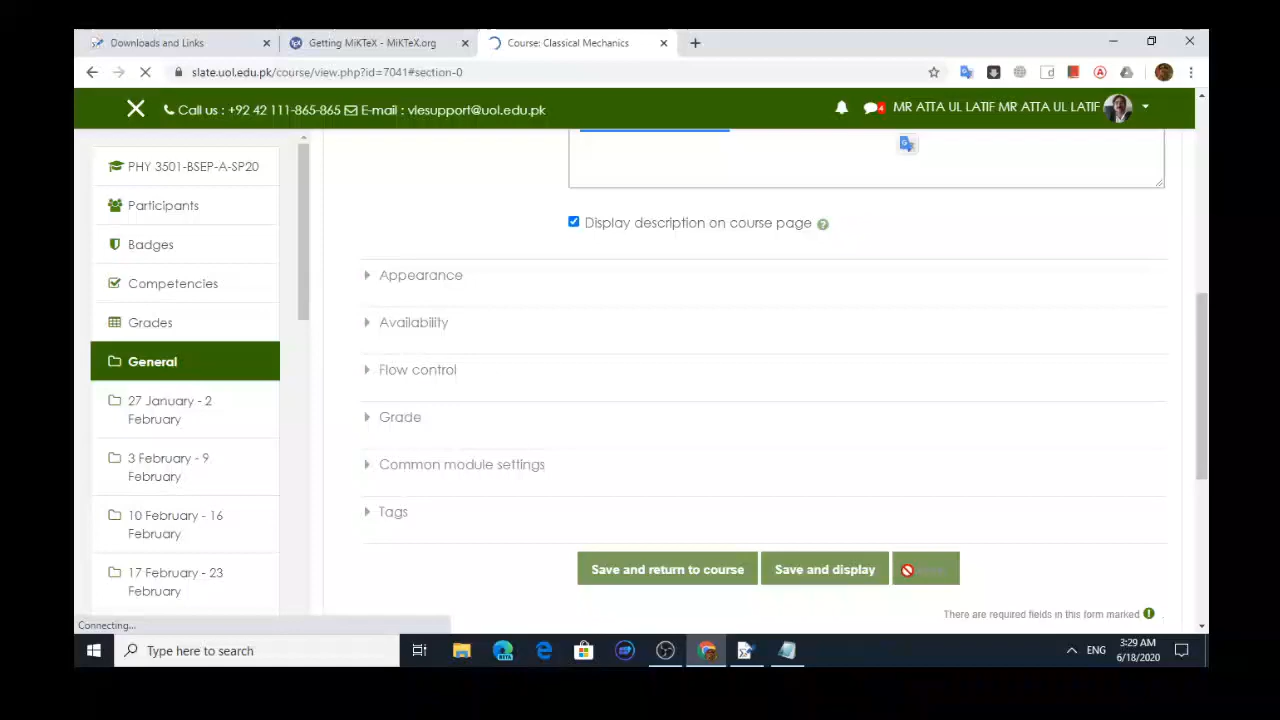 Downloads and Links
Getting MiKTeX - MiKTeX.org
Course: Classical Mechanics
slate.uol.edu.pk/course/view.php?id=7041#section-0
Call us : +92 42 111-865-865 E-mail : vlesupport@uol.edu.pk
4
MR ATTA UL LATIF MR ATTA UL LATIF
PHY 3501-BSEP-A-SP20
Participants
Badges
Competencies
Grades
General
27 January - 2
February
3 February - 9
February
10 February - 16
February
17 February - 23
February
Display description on course page
Appearance
Availability
Flow control
Grade
Common module settings
Tags
Save and return to course
Save and display
There are required fields in this form marked
Connecting...
Type here to search
ENG
3:29 AM
6/18/2020